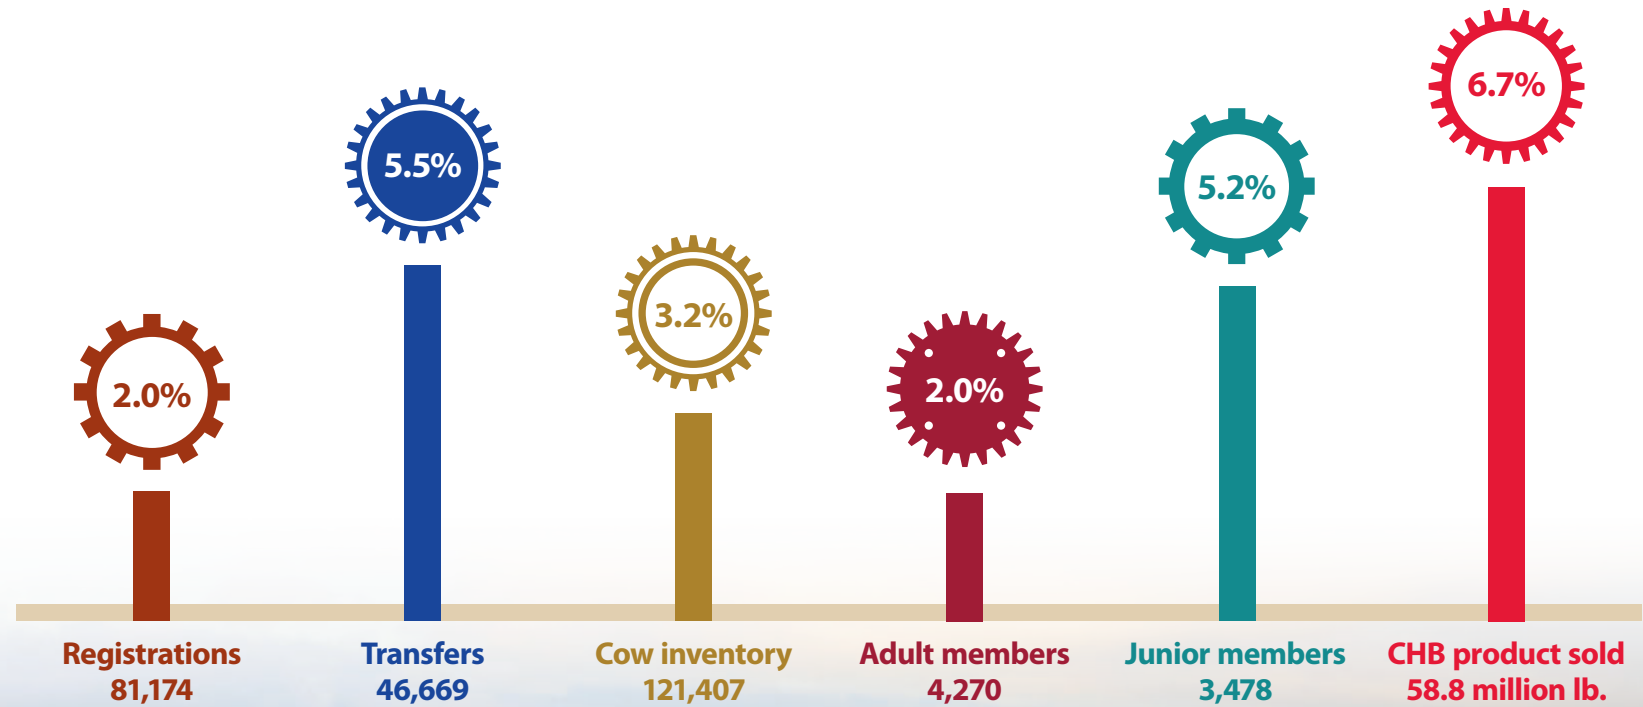 2.0%
5.5%
3.2%
2.0%
5.2%
6.7%
Registrations
81,174
Transfers
46,669
Cow inventory
121,407
Adult members
4,270
Junior members
3,478
CHB product sold
58.8 million lb.